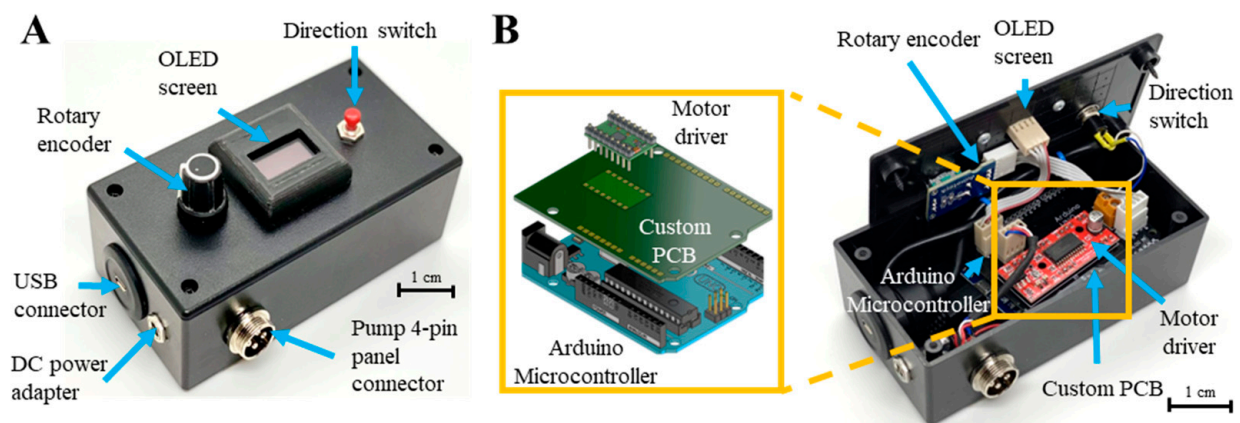 A
Direction switch
OLED
screen
Rotary
encoder
USB
connector
DC power
adapter
Pump 4-pin
panel
connector
1 cm
B
Motor
driver
Custom
PCB
Arduino
Microcontroller
OLED
screen
Rotary encoder
Direction
switch
Arduino
Arduino
Microcontroller
Motor
driver
Custom PCB
1 cm